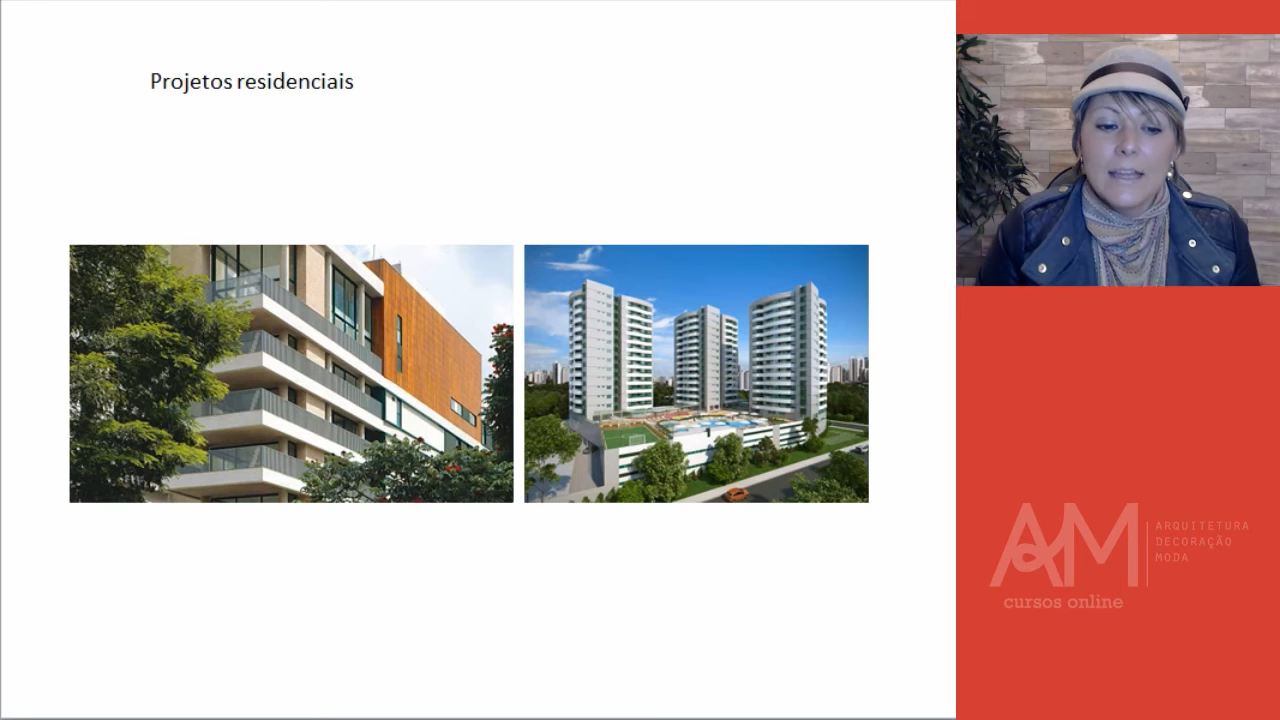 Projetos residenciais
AM
ARQUITETURA
DECORAÇÃO
MODA
cursos online